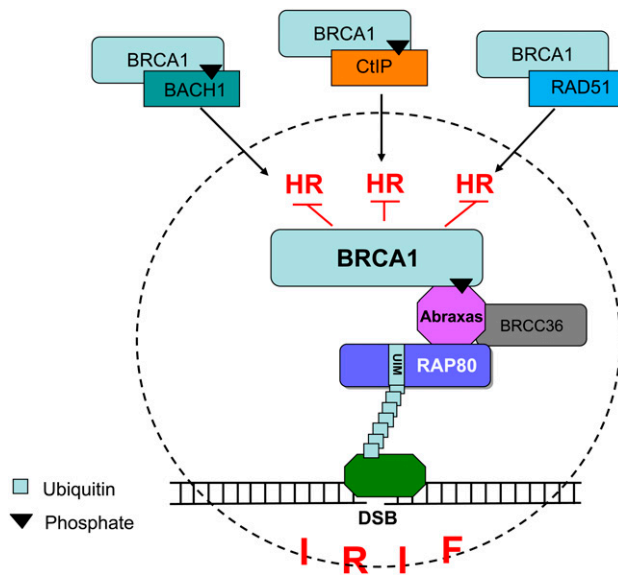 BRCA1
BACH1
BRCA1
CtIP
BRCA1
RAD51
HR
HR
HR
BRCA1
Abraxas
BRCC36
UIM
RAP80
DSB
Ubiquitin
Phosphate
I R I F